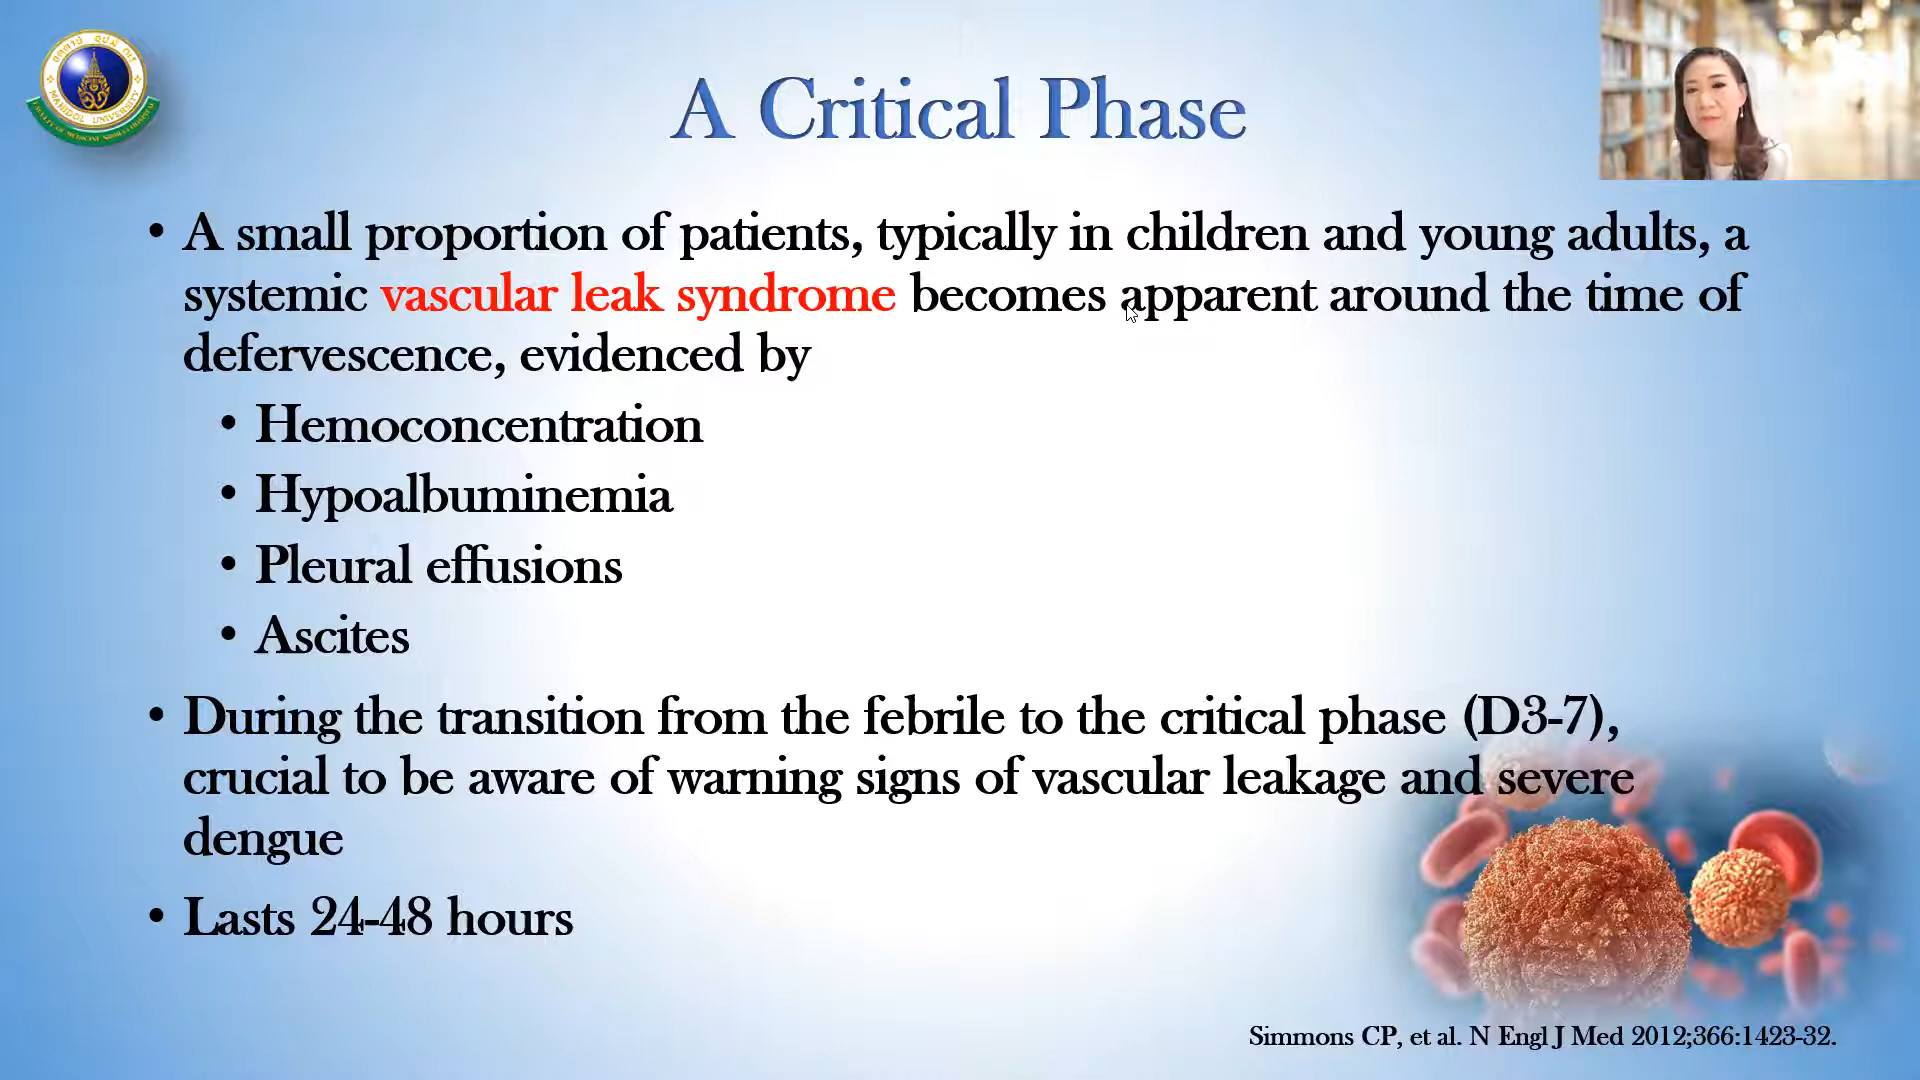 A Critical Phase
• A small proportion of patients, typically in children and young adults, a
systemic vascular leak syndrome becomes apparent around the time of
defervescence, evidenced by
• Hemoconcentration
• Hypoalbuminemia
• Pleural effusions
• Ascites
• During the transition from the febrile to the critical phase (D3-7),
crucial to be aware of warning signs of vascular leakage and severe
dengue
• Lasts 24-48 hours
Simmons CP, et al. N Engl J Med 2012;366:1423-32.
MAHIDOL UNIVERSITY